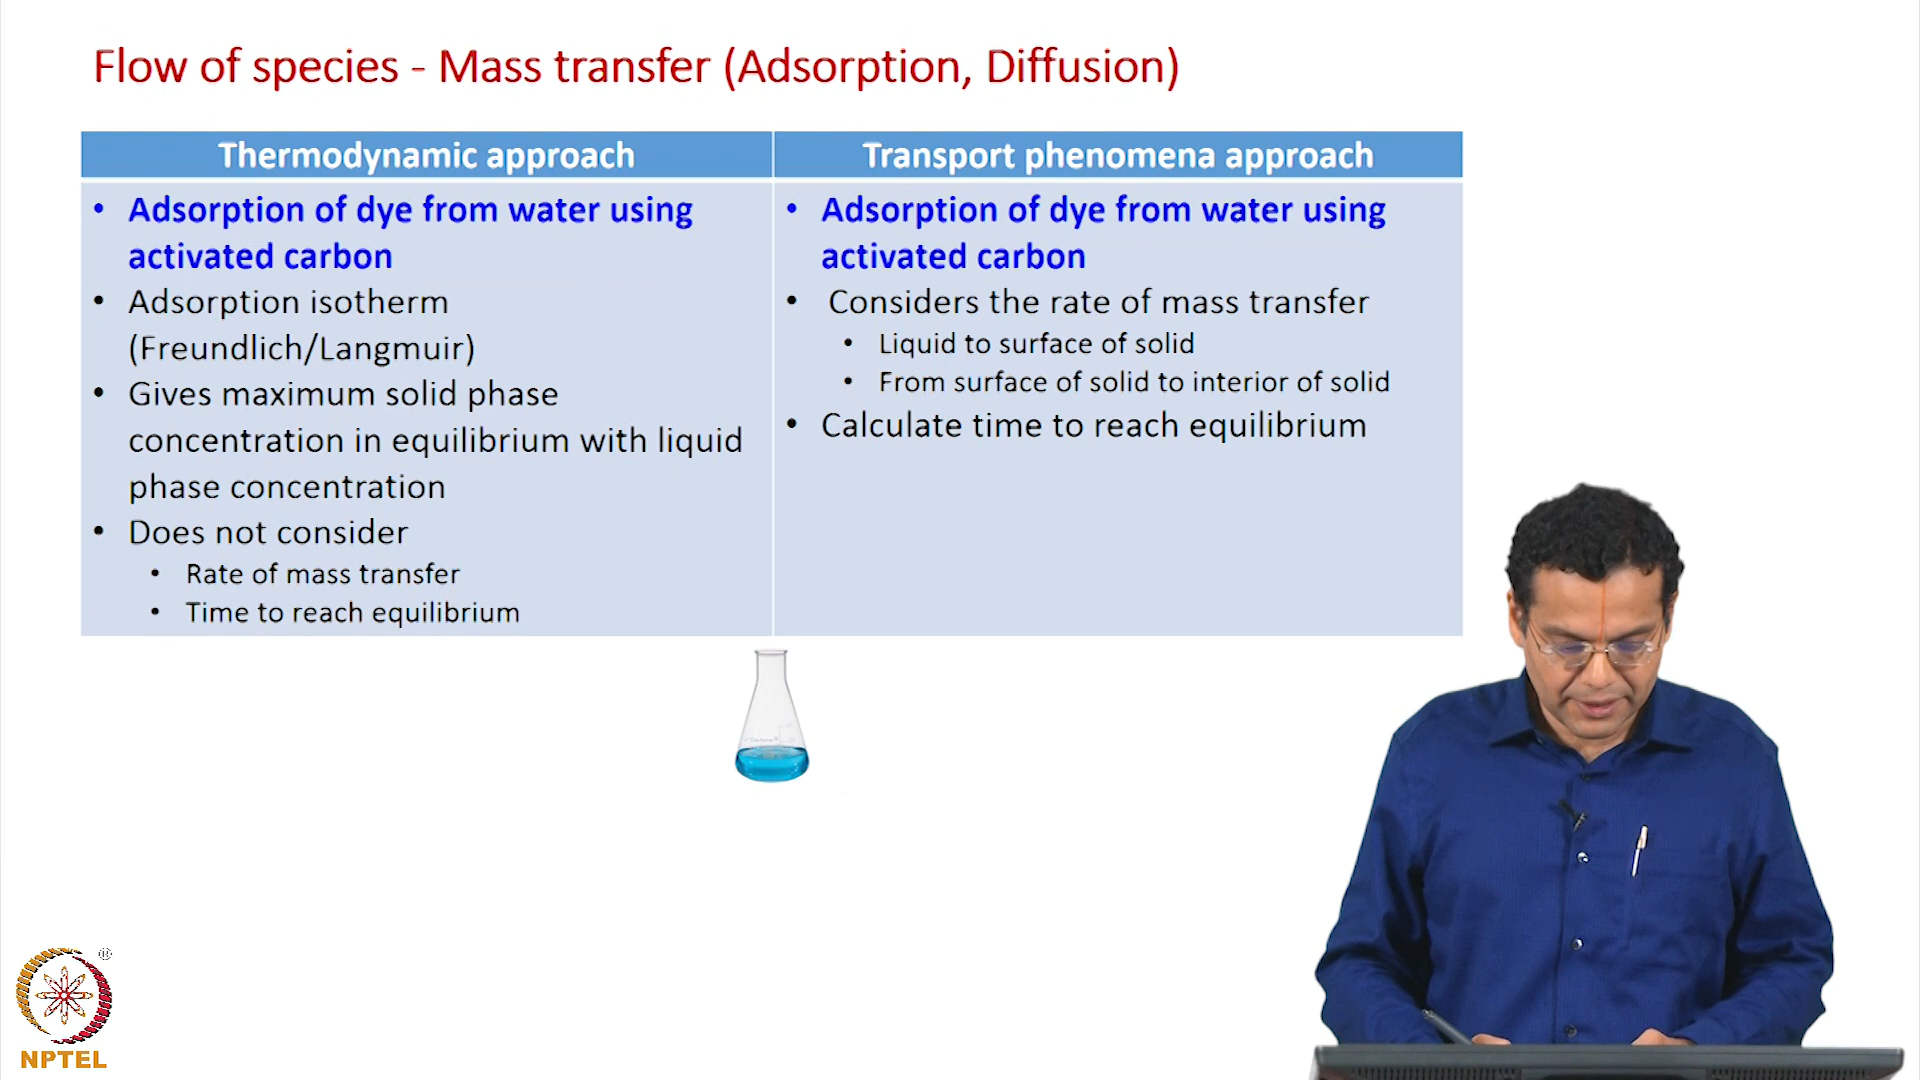 Flow of species - Mass transfer (Adsorption, Diffusion)
Thermodynamic approach
• Adsorption of dye from water using
activated carbon
• Adsorption isotherm
(Freundlich/Langmuir)
• Gives maximum solid phase
concentration in equilibrium with liquid
phase concentration
• Does not consider
• Rate of mass transfer
• Time to reach equilibrium
Transport phenomena approach
• Adsorption of dye from water using
activated carbon
• Considers the rate of mass transfer
• Liquid to surface of solid
• From surface of solid to interior of solid
• Calculate time to reach equilibrium
®
NPTEL